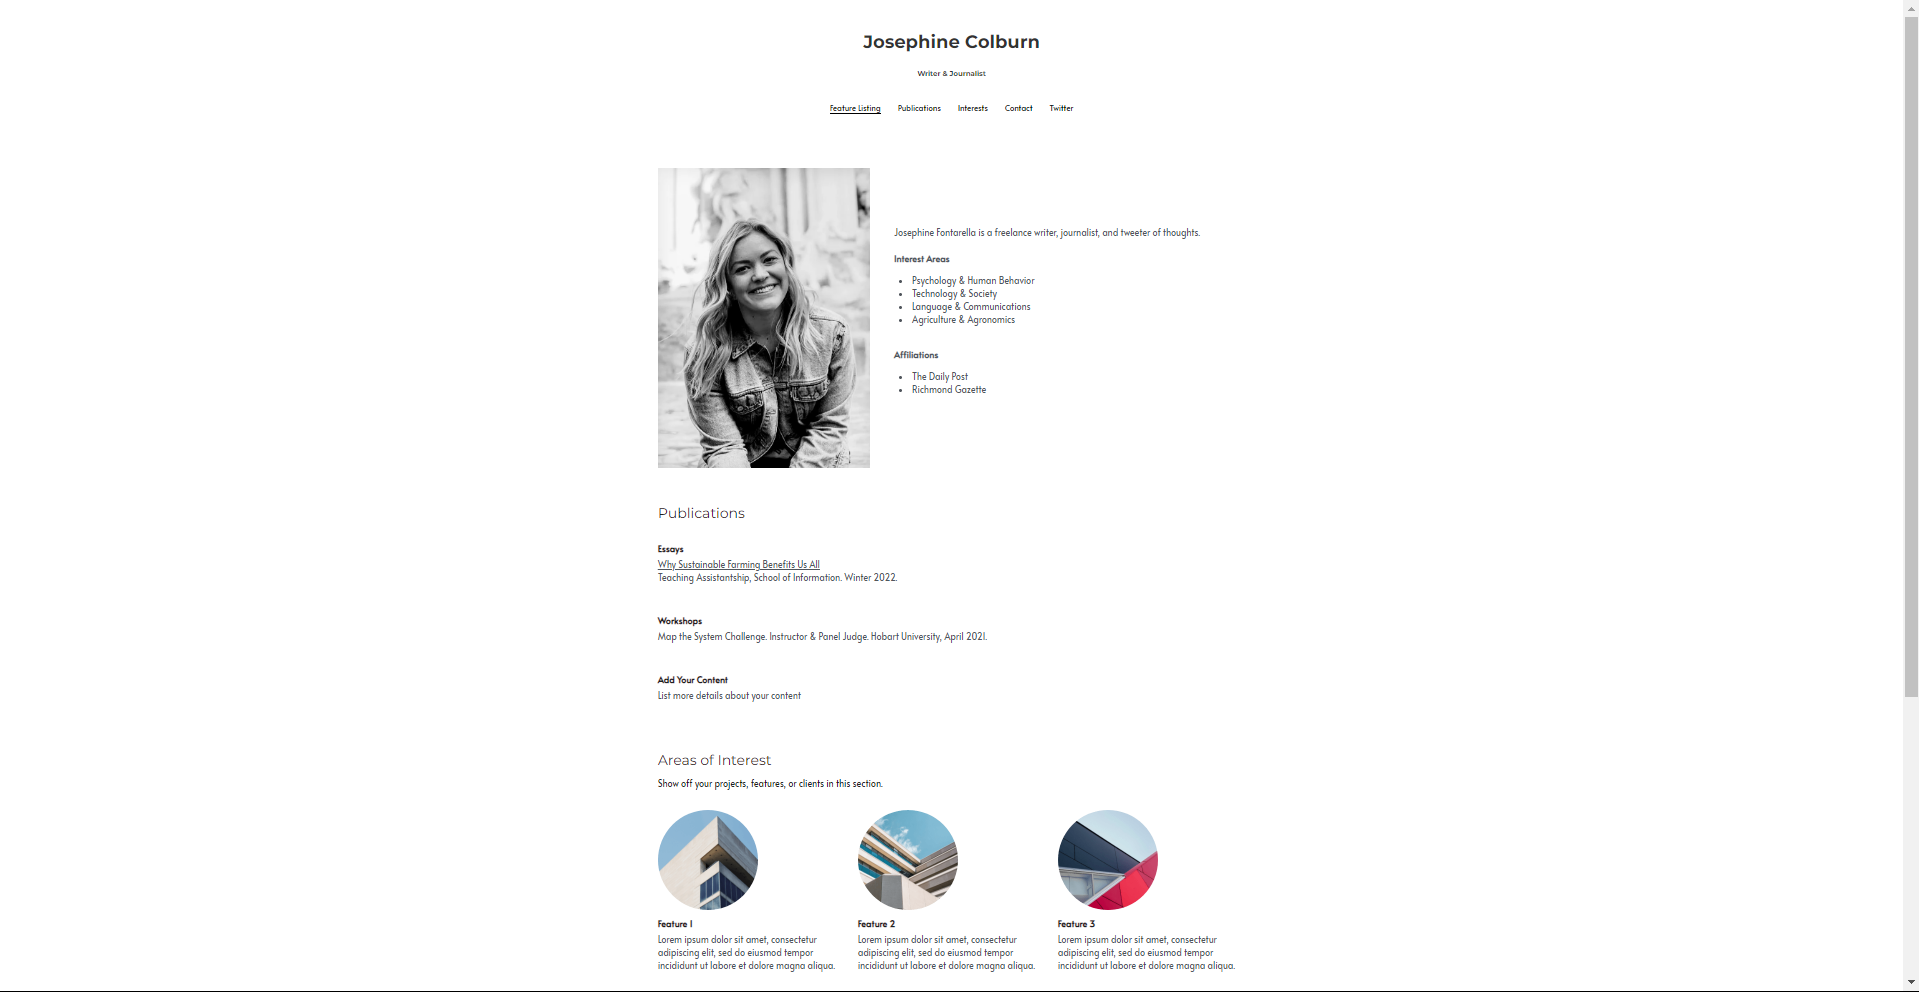 Josephine Colburn
Writer & Journalist
Feature Listing Publications Interests Contact Twitter
Josephine Fontarella is a freelance writer, journalist, and tweeter of thoughts.
Interest Areas
• Psychology & Human Behavior
• Technology & Society
• Language & Communications
• Agriculture & Agronomics
Affiliations
• The Daily Post
• Richmond Gazette
Publications
Essays
Why Sustainable Farming Benefits Us All
Teaching Assistantship, School of Information. Winter 2022.
Workshops
Map the System Challenge. Instructor & Panel Judge. Hobart University, April 2021.
Add Your Content
List more details about your content
Areas of Interest
Show off your projects, features, or clients in this section.
Feature 1
Lorem ipsum dolor sit amet, consectetur
adipiscing elit, sed do eiusmod tempor
incididunt ut labore et dolore magna aliqua.
Feature 2
Lorem ipsum dolor sit amet, consectetur
adipiscing elit, sed do eiusmod tempor
incididunt ut labore et dolore magna aliqua.
Feature 3
Lorem ipsum dolor sit amet, consectetur
adipiscing elit, sed do eiusmod tempor
incididunt ut labore et dolore magna aliqua.